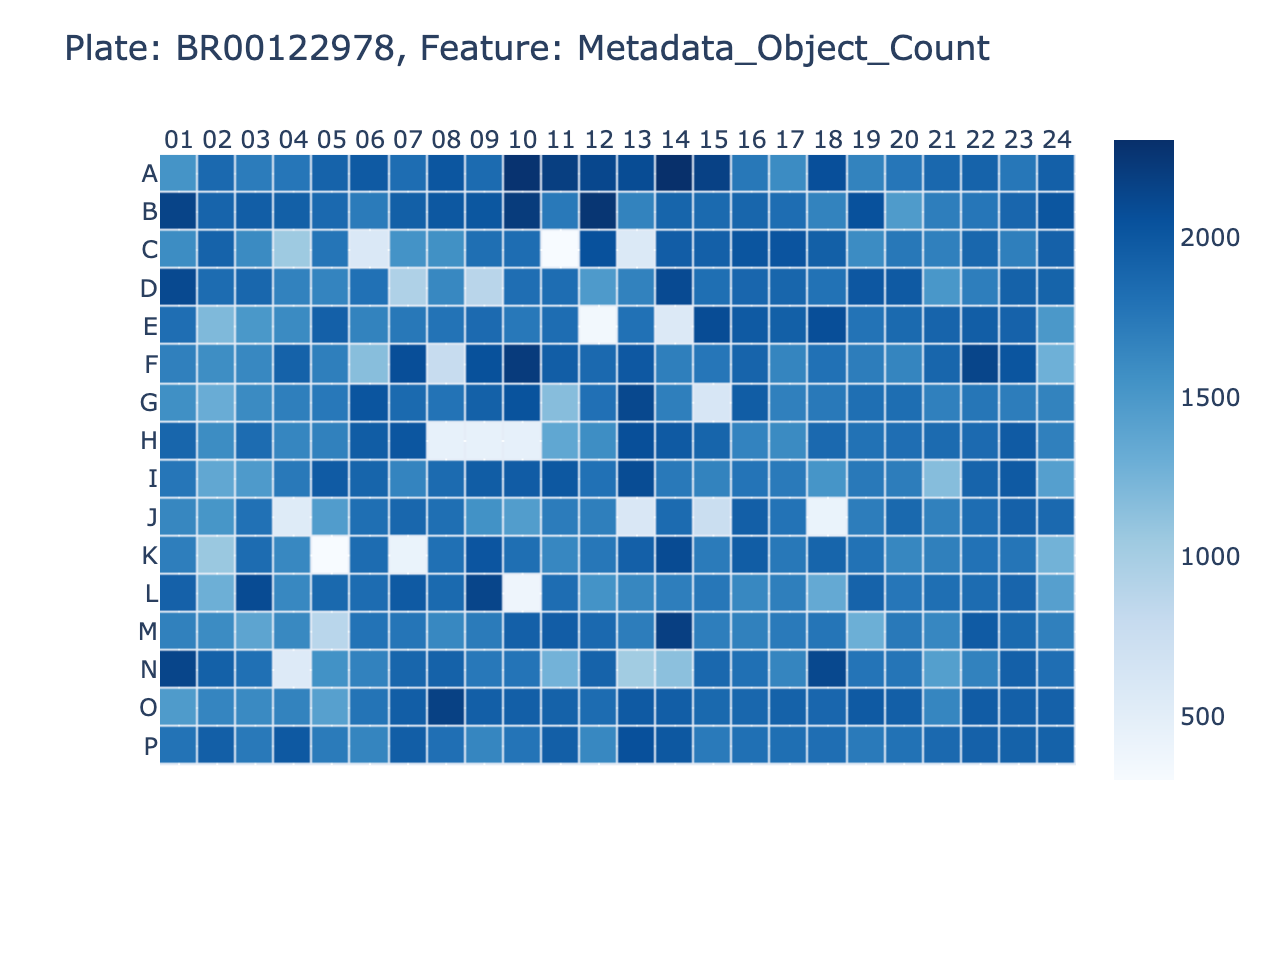 Plate: BR00122978, Feature: Metadata_Object_Count
01 02 03 04 05 06 07 08 09 10 11 12 13 14 15 16 17 18 19 20 21 22 23 24
A
B
C
D
E
F
G
H
I
J
K
L
M
N
O
P
2000
1500
1000
500